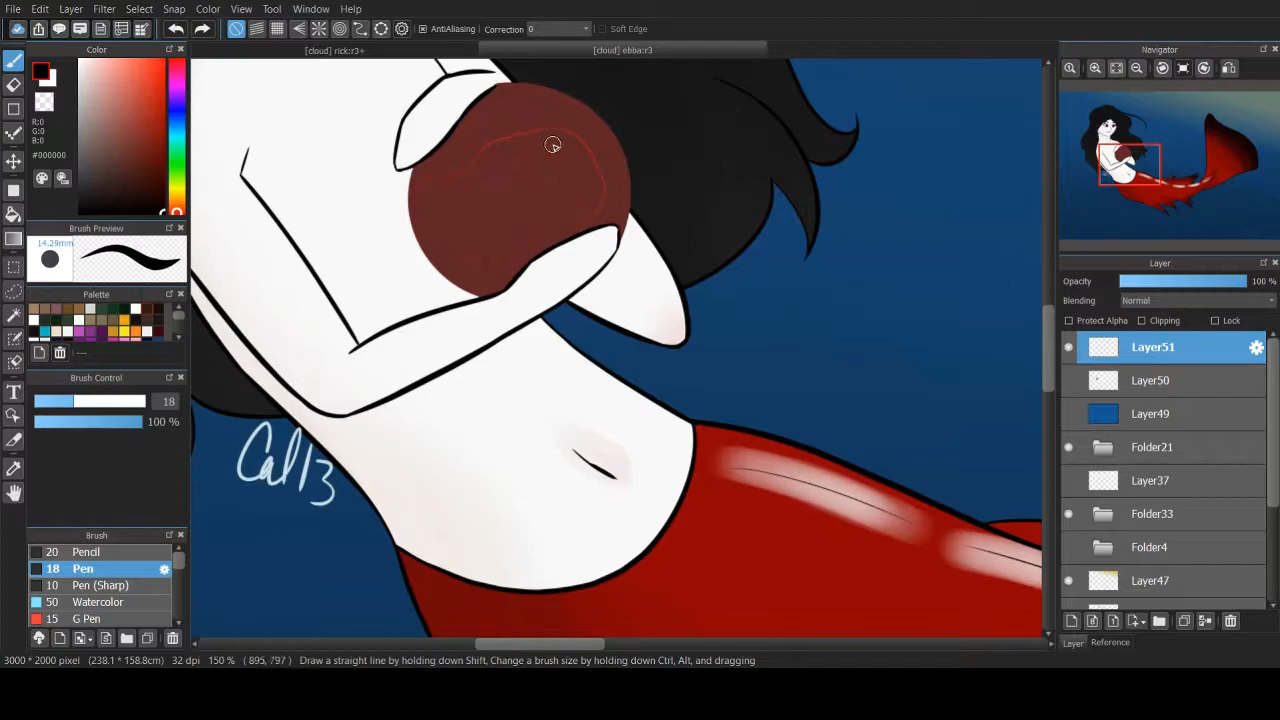 File Edit Layer Filter Select Snap Color View Tool Window Help
AntiAliasing Correction 0 Soft Edge
Color
[cloud] rick:r3+
[cloud] ebba:r3
Navigator
R:0
G:0
B:0
#000000
Brush Preview
14.29mm
Palette
---
Brush Control
18
100 %
Brush
20 Pencil
18 Pen
10 Pen (Sharp)
50 Watercolor
15 G Pen
Cal13
Layer
Opacity 100 %
Blending Normal
Protect Alpha Clipping Lock
Layer51
Layer50
Layer49
Folder21
Layer37
Folder33
Folder4
Layer47
Layer Reference
3000 * 2000 pixel (238.1 * 158.8cm) 32 dpi 150 % ( 895, 797 ) Draw a straight line by holding down Shift, Change a brush size by holding down Ctrl, Alt, and dragging